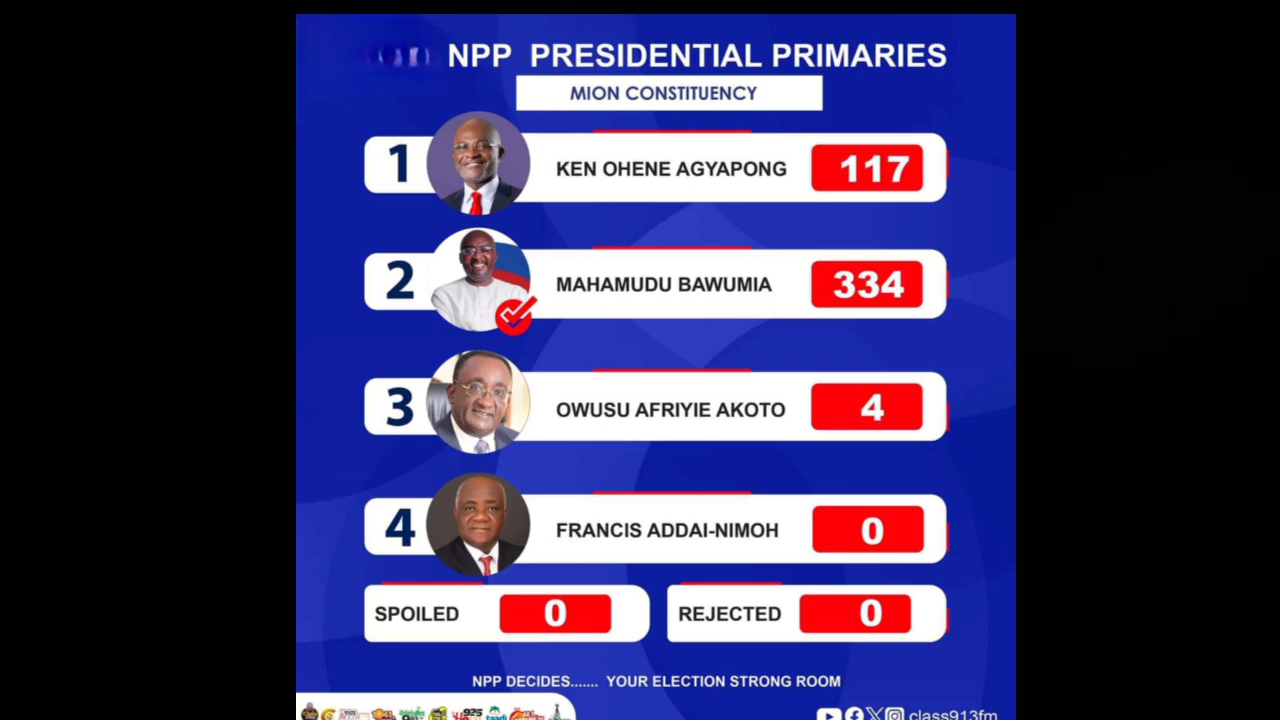 NPP PRESIDENTIAL PRIMARIES
MION CONSTITUENCY
1 KEN OHENE AGYAPONG 117
2 MAHAMUDU BAWUMIA 334
3 OWUSU AFRIYIE AKOTO 4
4 FRANCIS ADDAI-NIMOH 0
SPOILED 0 REJECTED 0
NPP DECIDES....... YOUR ELECTION STRONG ROOM
class913fm